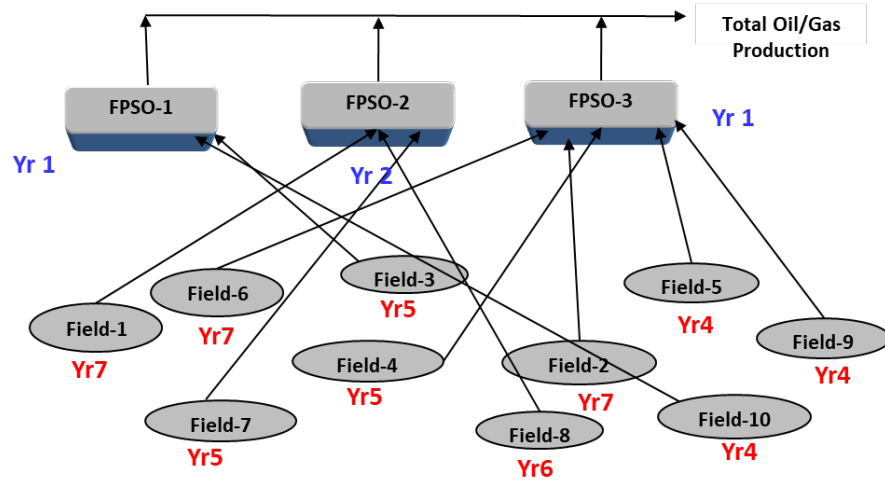 Total Oil/Gas
Production
FPSO-1
FPSO-2
FPSO-3
Yr 1
Yr 1
Yr 2
Field-3
Yr5
Field-6
Yr7
Field-5
Yr4
Field-1
Yr7
Field-9
Yr4
Field-4
Yr5
Field-2
Yr7
Field-7
Yr5
Field-8
Yr6
Field-10
Yr4